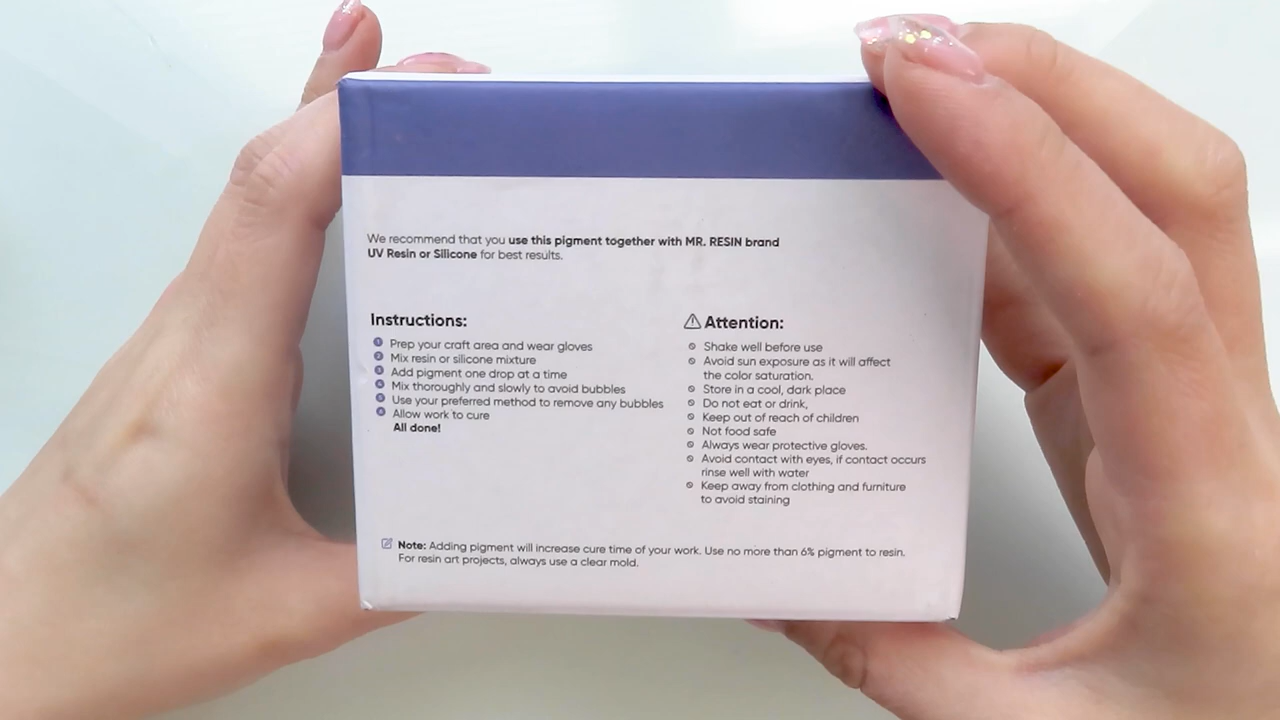 We recommend that you use this pigment together with MR. RESIN brand
UV Resin or Silicone for best results.
Instructions:
1 Prep your craft area and wear gloves
2 Mix resin or silicone mixture
3 Add pigment one drop at a time
4 Mix thoroughly and slowly to avoid bubbles
5 Use your preferred method to remove any bubbles
6 Allow work to cure
All done!
Attention:
Shake well before use
Avoid sun exposure as it will affect
the color saturation.
Store in a cool, dark place
Do not eat or drink,
Keep out of reach of children
Not food safe
Always wear protective gloves.
Avoid contact with eyes, if contact occurs
rinse well with water
Keep away from clothing and furniture
to avoid staining
Note: Adding pigment will increase cure time of your work. Use no more than 6% pigment to resin.
For resin art projects, always use a clear mold.